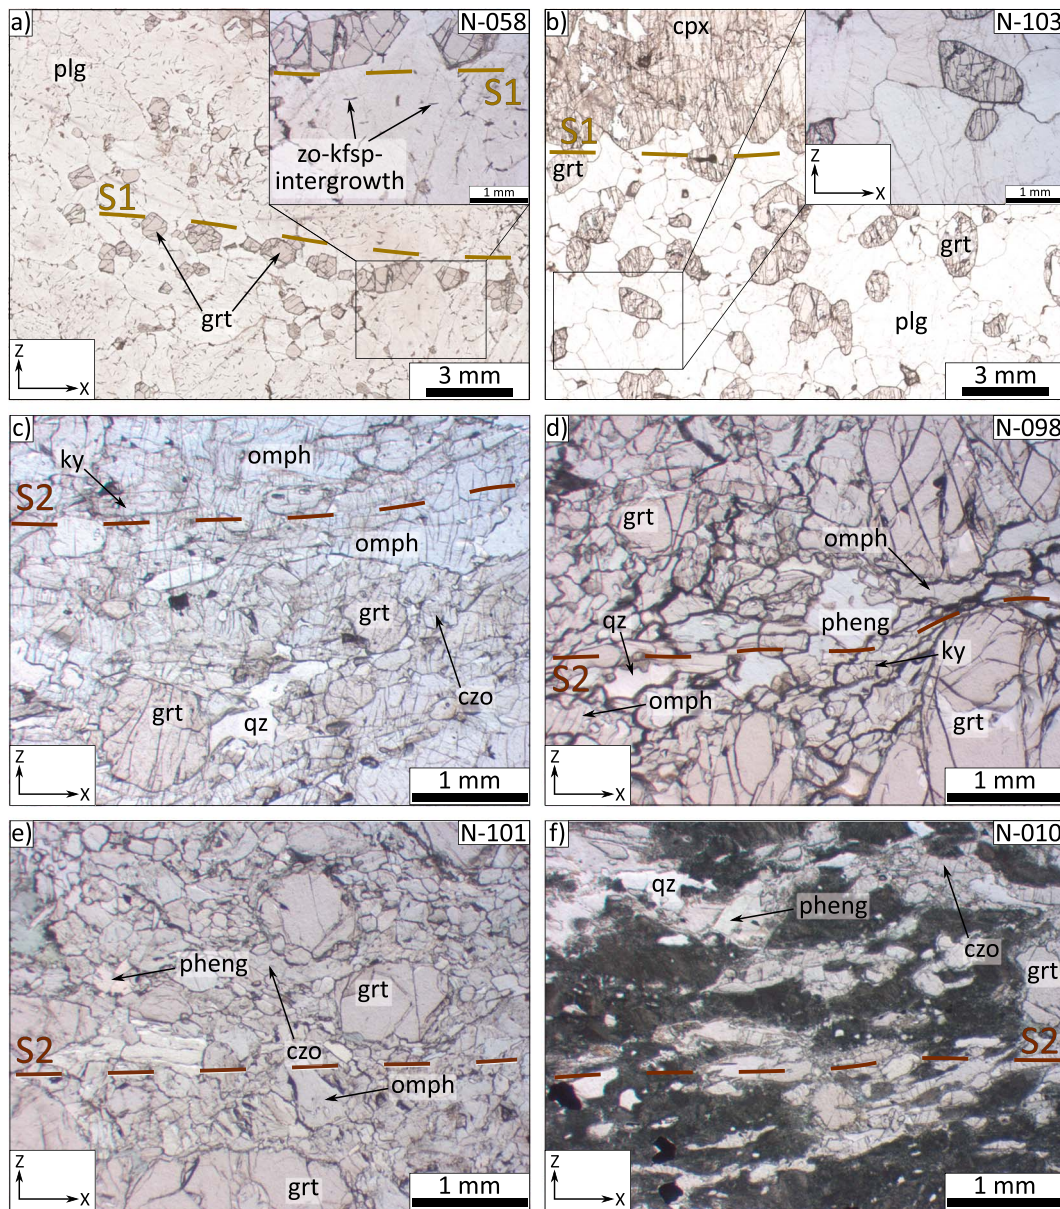 a)
N-058
plg
S1
zo-kfsp-
intergrowth
1 mm
S1
grt
Z
X
3 mm
b)
N-103
cpx
S1
grt
Z
X
1 mm
grt
plg
Z
X
3 mm
c)
omph
ky
S2
omph
grt
czo
grt
qz
Z
X
1 mm
d)
N-098
grt
omph
pheng
qz
ky
S2
omph
grt
Z
X
1 mm
e)
N-101
pheng
grt
czo
S2
omph
grt
Z
X
1 mm
f)
N-010
qz
pheng
czo
grt
S2
Z
X
1 mm